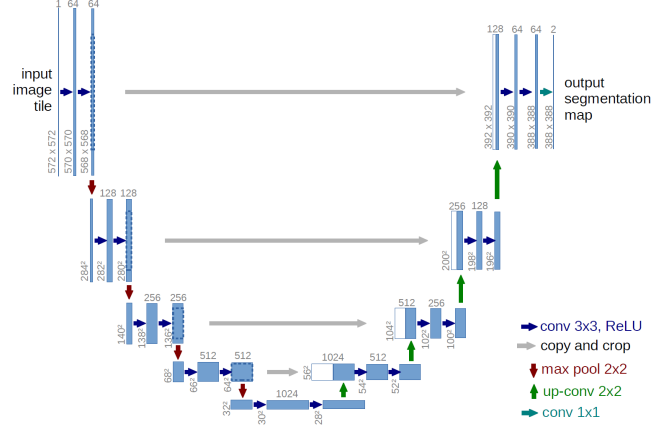 1 64 64
128 64 64 2
input
image
tile
output
segmentation
map
572 x 572
570 x 570
568 x 568
392 x 392
390 x 390
388 x 388
388 x 388
128 128
256 128
284²
282²
280²
200²
198²
196²
256 256
512 256
140²
138²
136²
104²
102²
100²
512 512
1024 512
68²
66²
64²
56²
54²
52²
1024
32²
30²
28²
conv 3x3, ReLU
copy and crop
max pool 2x2
up-conv 2x2
conv 1x1